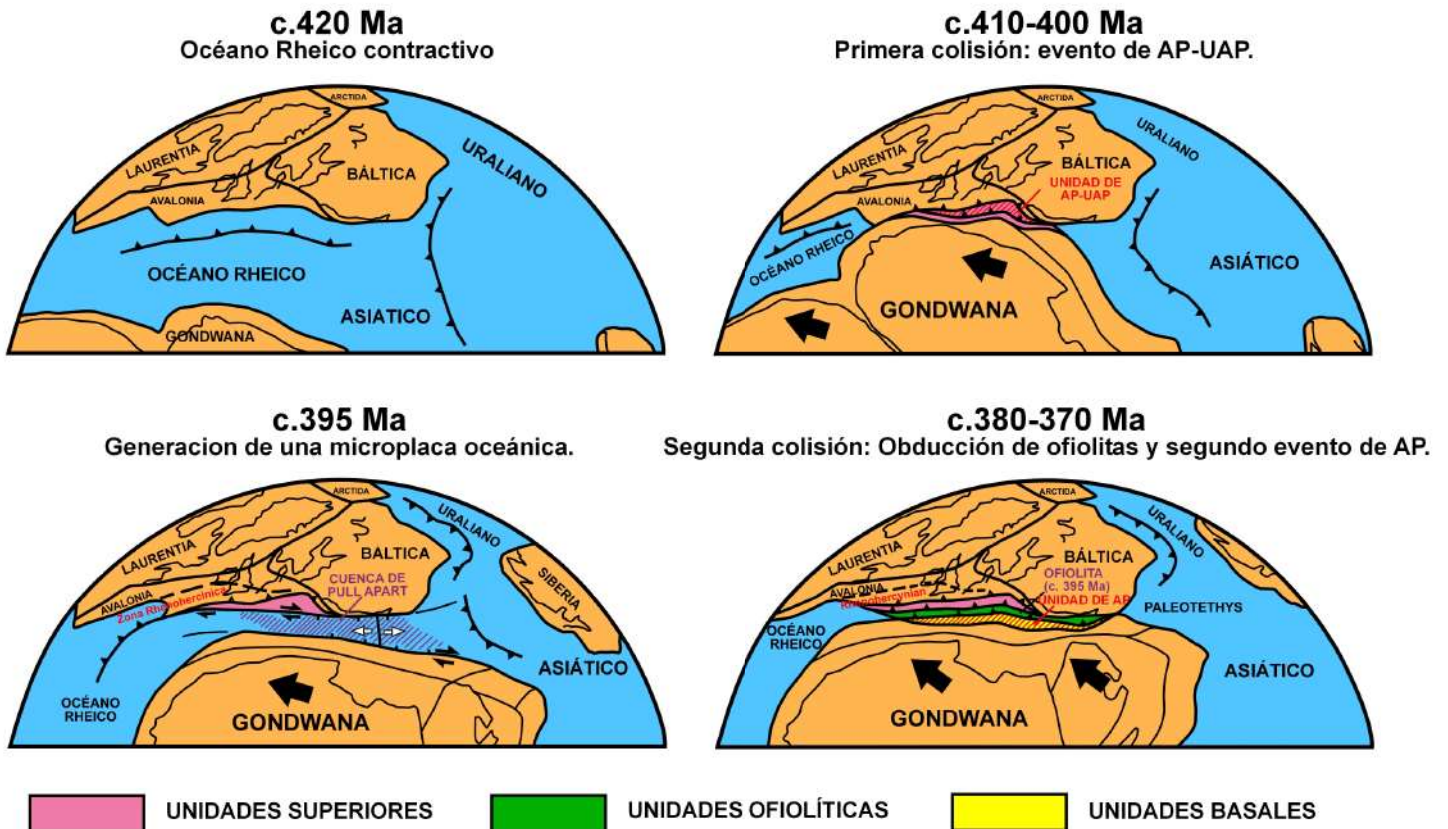 c.420 Ma
Océano Rheico contractivo
ARCTIDA
LAURENTIA
BÁLTICA
URALIANO
AVALONIA
OCÉANO RHEICO
ASIÁTICO
GONDWANA
c.410-400 Ma
Primera colisión: evento de AP-UAP.
ARCTIDA
LAURENTIA
BÁLTICA
URALIANO
UNIDAD DE
AP-UAP
AVALONIA
OCÉANO RHEICO
ASIÁTICO
GONDWANA
c.395 Ma
Generacion de una microplaca oceánica.
ARCTIDA
URALIANO
LAURENTIA
BÁLTICA
SIBERIA
CUENCA DE
PULL APART
AVALONIA
Zona Rhenohercínica
ASIÁTICO
OCÉANO
RHEICO
GONDWANA
c.380-370 Ma
Segunda colisión: Obducción de ofiolitas y segundo evento de AP.
ARCTIDA
URALIANO
LAURENTIA
BÁLTICA
OFIOLITA
(c. 395 Ma)
AVALONIA
Rhenohercynian
UNIDAD DE AP
PALEOTETHYS
OCÉANO
RHEICO
ASIÁTICO
GONDWANA
UNIDADES SUPERIORES
UNIDADES OFIOLÍTICAS
UNIDADES BASALES